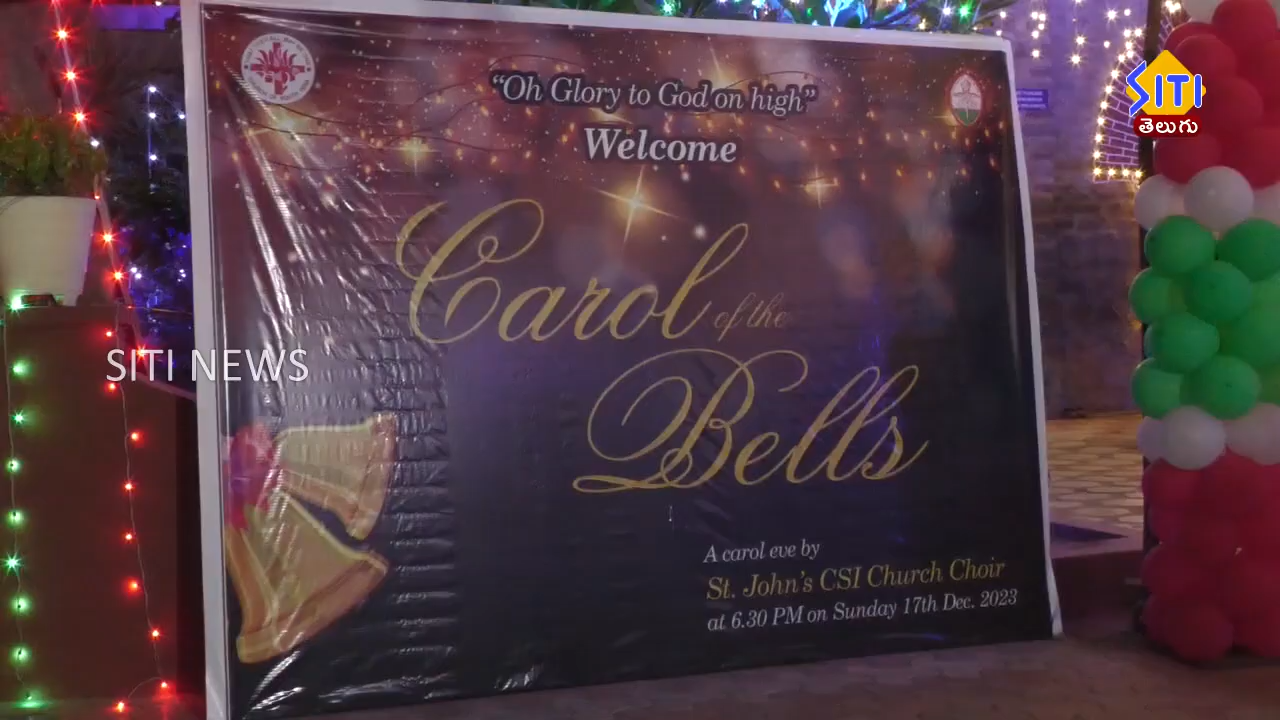 “Oh Glory to God on high”
Welcome
Carol of the
Bells
A carol eve by
St. John’s CSI Church Choir
at 6.30 PM on Sunday 17th Dec. 2023
SITI
తెలుగు
SITI NEWS